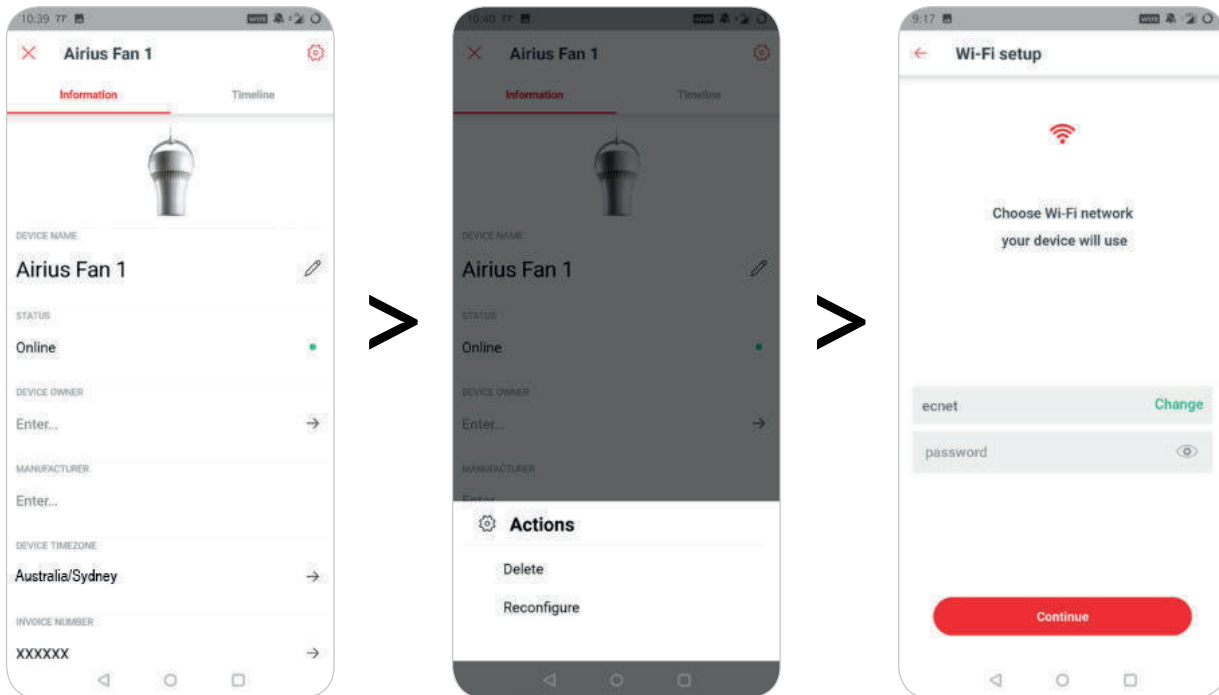 10:39
Airius Fan 1
Information
Timeline
DEVICE NAME
Airius Fan 1
STATUS
Online
DEVICE OWNER
Enter...
MANUFACTURER
Enter...
DEVICE TIMEZONE
Australia/Sydney
INVOICE NUMBER
XXXXXX
>
10:40
Airius Fan 1
Information
Timeline
DEVICE NAME
Airius Fan 1
STATUS
Online
DEVICE OWNER
Enter...
MANUFACTURER
Enter
Actions
Delete
Reconfigure
>
9:17
Wi-Fi setup
Choose Wi-Fi network
your device will use
ecnet
Change
password
Continue